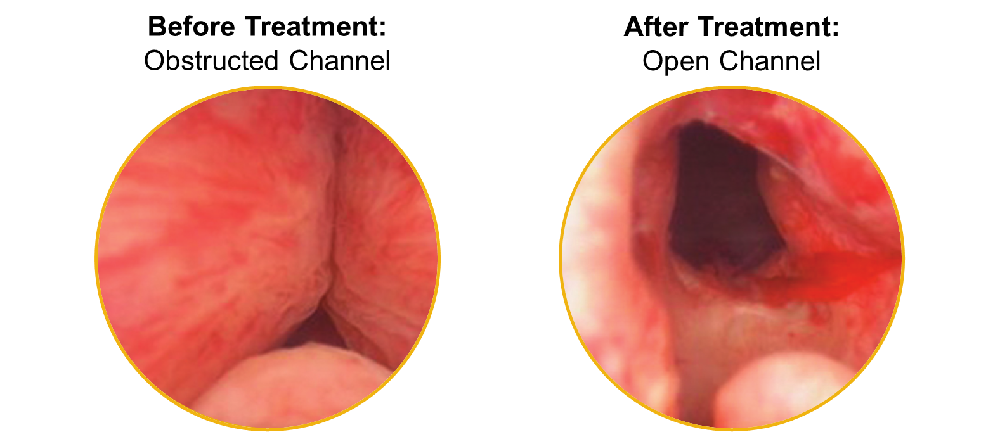 Before Treatment:
Obstructed Channel
After Treatment:
Open Channel